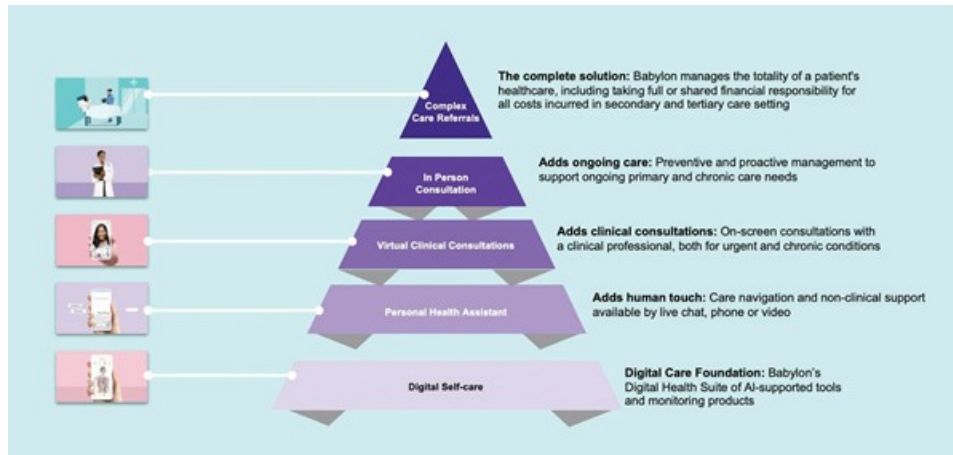 The complete solution: Babylon manages the totality of a patient's
healthcare, including taking full or shared financial responsibility for
all costs incurred in secondary and tertiary care setting
Complex
Care Referrals
Adds ongoing care: Preventive and proactive management to
support ongoing primary and chronic care needs
In Person
Consultation
Adds clinical consultations: On-screen consultations with
a clinical professional, both for urgent and chronic conditions
Virtual Clinical Consultations
Adds human touch: Care navigation and non-clinical support
available by live chat, phone or video
Personal Health Assistant
Digital Care Foundation: Babylon's
Digital Health Suite of AI-supported tools
and monitoring products
Digital Self-care